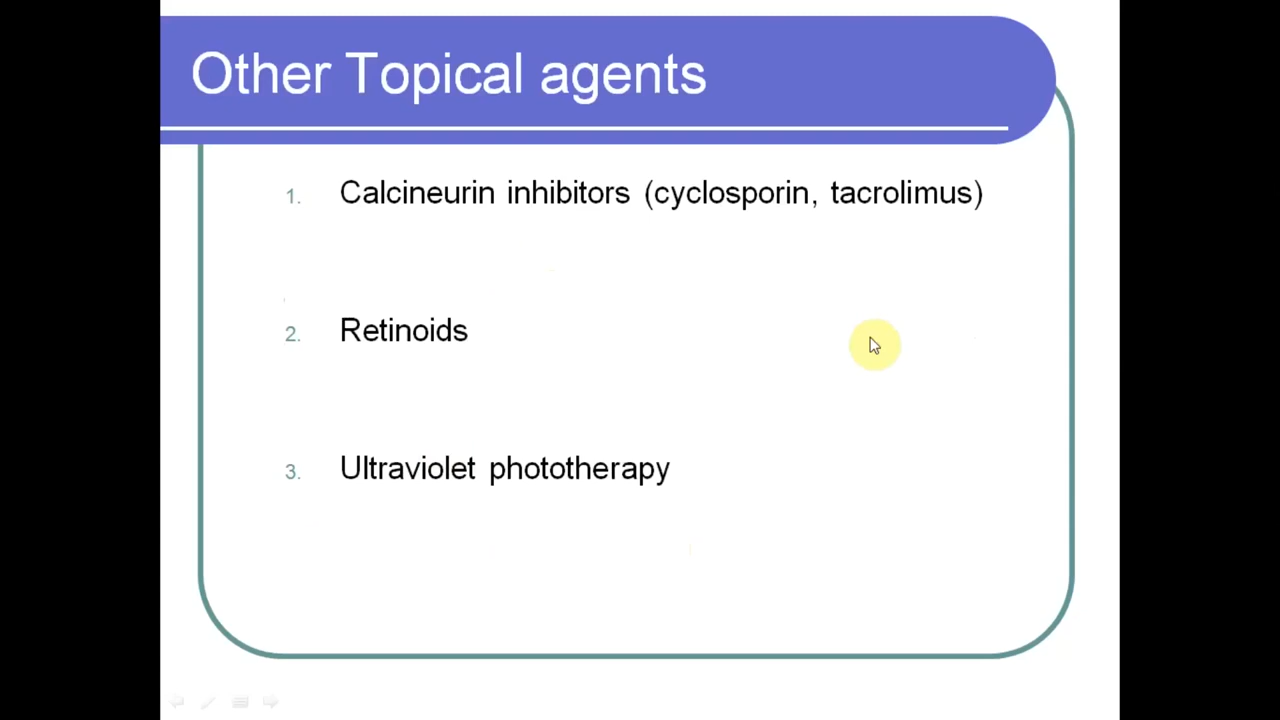 Other Topical agents
1. Calcineurin inhibitors (cyclosporin, tacrolimus)
2. Retinoids
3. Ultraviolet phototherapy